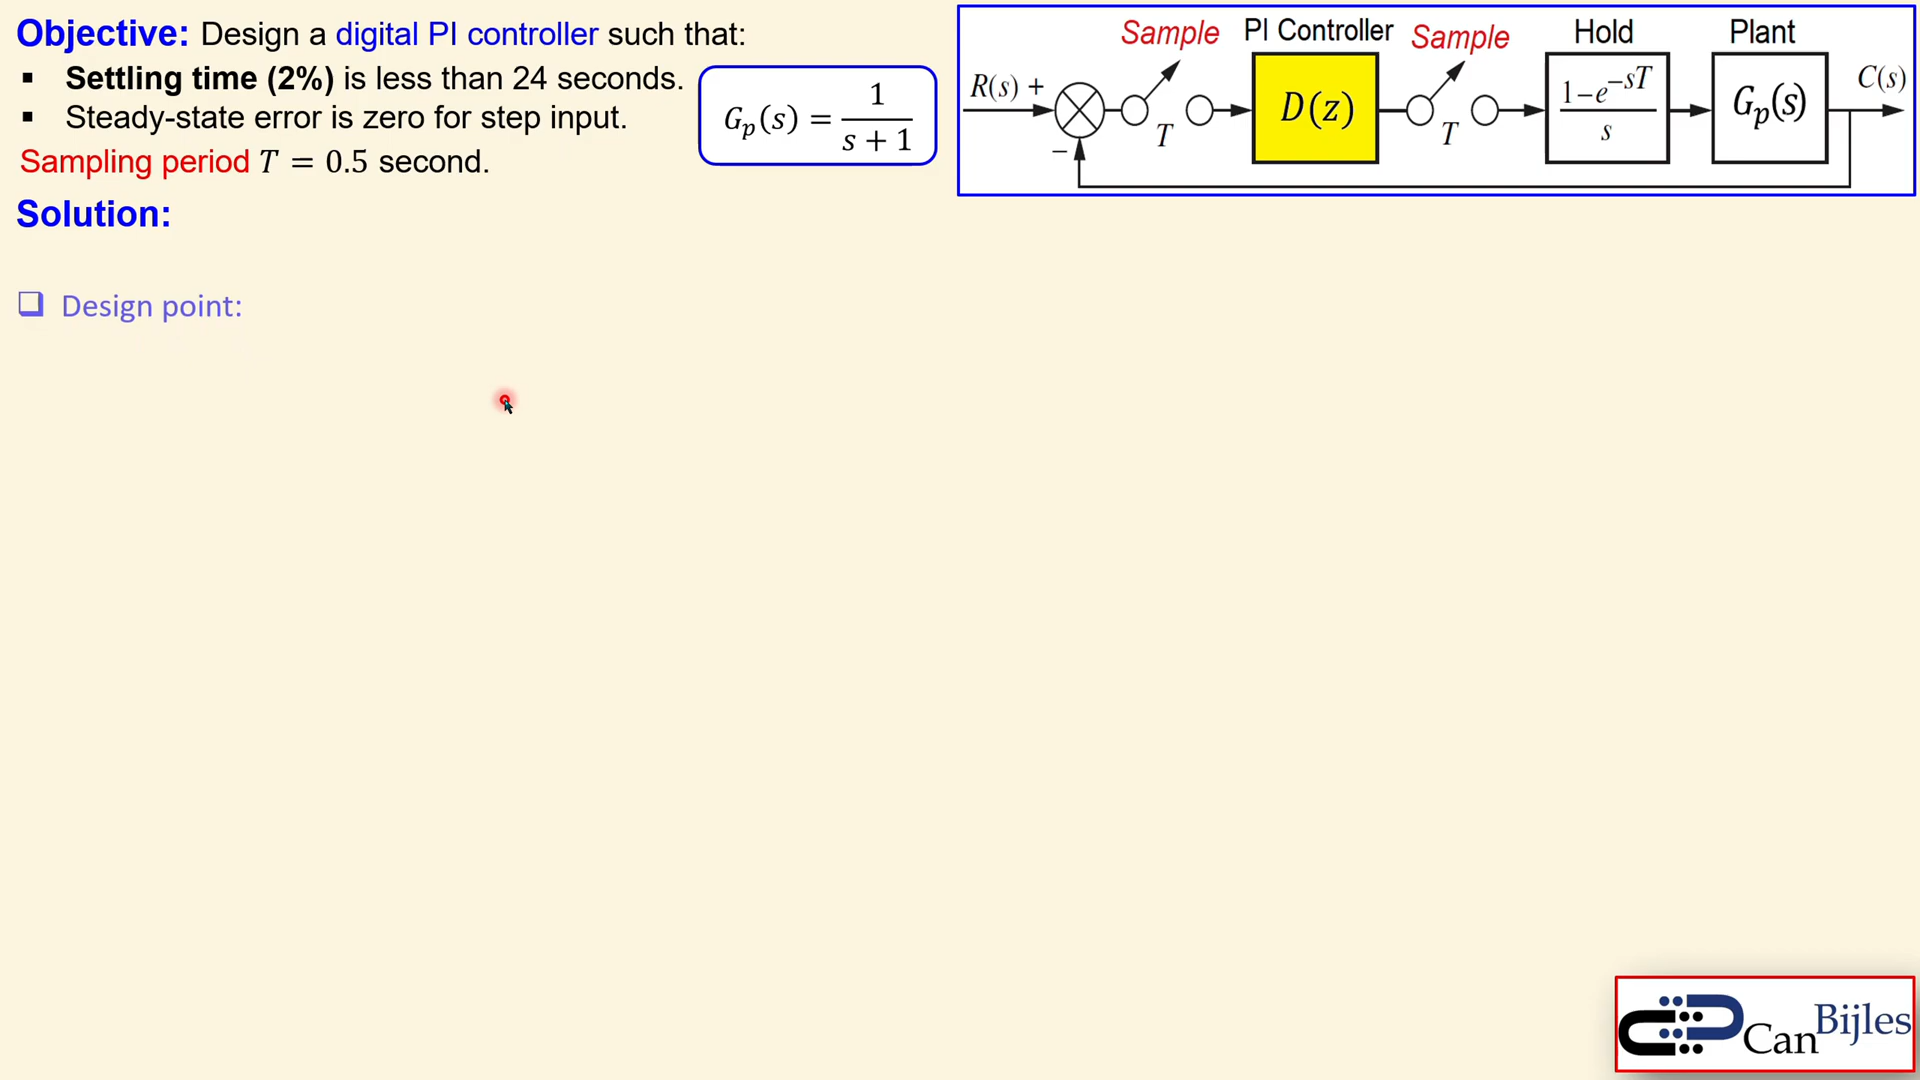 Objective: Design a digital PI controller such that:
▪ Settling time (2%) is less than 24 seconds.
▪ Steady-state error is zero for step input.
Sampling period T = 0.5 second.
G_p(s) = 1/(s + 1)
Sample PI Controller Sample Hold Plant
R(s) + D(z) (1−e^−sT)/s G_p(s) C(s)
− T T
Solution:
❑ Design point:
Can Bijles